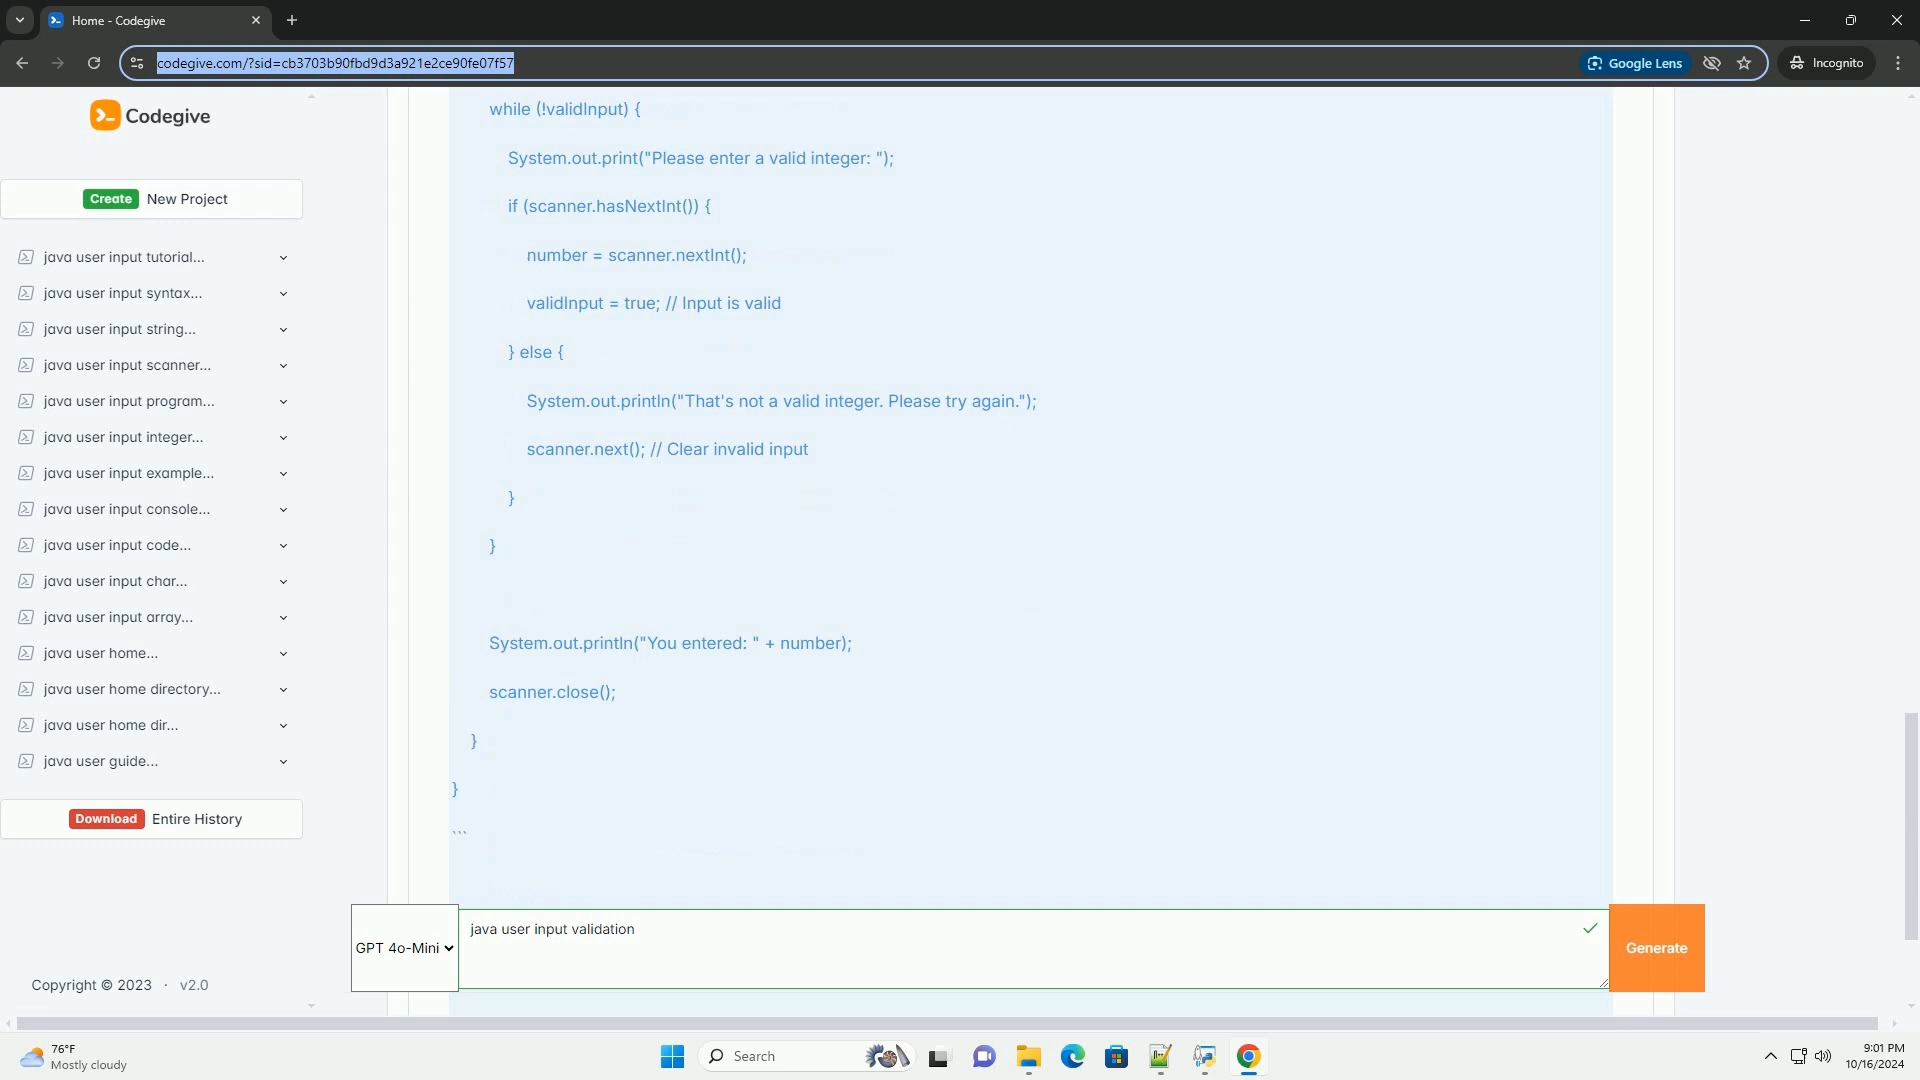 Home - Codegive
codegive.com/?sid=cb3703b90fbd9d3a921e2ce90fe07f57
Google Lens
Incognito
Codegive
Create New Project
java user input tutorial...
java user input syntax...
java user input string...
java user input scanner...
java user input program...
java user input integer...
java user input example...
java user input console...
java user input code...
java user input char...
java user input array...
java user home...
java user home directory...
java user home dir...
java user guide...
Download Entire History
Copyright © 2023 · v2.0
while (!validInput) {
System.out.print("Please enter a valid integer: ");
if (scanner.hasNextInt()) {
number = scanner.nextInt();
validInput = true; // Input is valid
} else {
System.out.println("That's not a valid integer. Please try again.");
scanner.next(); // Clear invalid input
}
}
System.out.println("You entered: " + number);
scanner.close();
}
}
```
GPT 4o-Mini
java user input validation
Generate
76°F
Mostly cloudy
Search
9:01 PM
10/16/2024